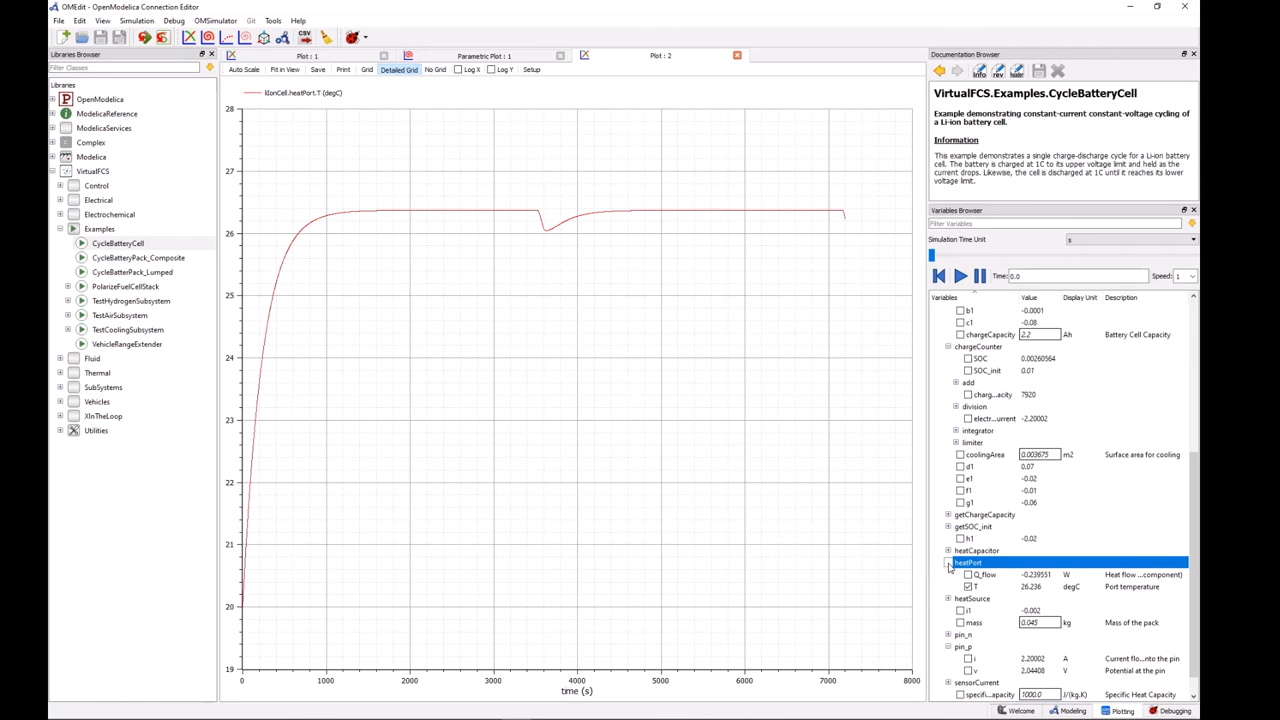 OMEdit - OpenModelica Connection Editor
File Edit View Simulation Debug OMSimulator Git Tools Help
CSV
Libraries Browser
Filter Classes
Libraries
OpenModelica
ModelicaReference
ModelicaServices
Complex
Modelica
VirtualFCS
Control
Electrical
Electrochemical
Examples
CycleBatteryCell
CycleBatteryPack_Composite
CycleBatterPack_Lumped
PolarizeFuelCellStack
TestHydrogenSubsystem
TestAirSubsystem
TestCoolingSubsystem
VehicleRangeExtender
Fluid
Thermal
SubSystems
Vehicles
XInTheLoop
Utilities
Plot : 1
Parametric Plot : 1
Plot : 2
Auto Scale Fit in View Save Print Grid Detailed Grid No Grid Log X Log Y Setup
liIonCell.heatPort.T (degC)
28
27
26
25
24
23
22
21
20
19
0 1000 2000 3000 4000 5000 6000 7000 8000
time (s)
Documentation Browser
info rev header
VirtualFCS.Examples.CycleBatteryCell
Example demonstrating constant-current constant-voltage cycling of
a Li-ion battery cell.
Information
This example demonstrates a single charge-discharge cycle for a Li-ion battery
cell. The battery is charged at 1C to its upper voltage limit and held as the
current drops. Likewise, the cell is discharged at 1C until it reaches its lower
voltage limit.
Variables Browser
Filter Variables
Simulation Time Unit s
Time: 0.0 Speed: 1
Variables Value Display Unit Description
b1 -0.0001
c1 -0.08
chargeCapacity 2.2 Ah Battery Cell Capacity
chargeCounter
SOC 0.00260564
SOC_init 0.01
add
charg...acity 7920
division
electr...urrent -2.20002
integrator
limiter
coolingArea 0.003675 m2 Surface area for cooling
d1 0.07
e1 -0.02
f1 -0.01
g1 -0.06
getChargeCapacity
getSOC_init
h1 -0.02
heatCapacitor
heatPort
Q_flow -0.239551 W Heat flow ...component)
T 26.236 degC Port temperature
heatSource
i1 -0.002
mass 0.045 kg Mass of the pack
pin_n
pin_p
i 2.20002 A Current flo...nto the pin
v 2.04408 V Potential at the pin
sensorCurrent
specifi...apacity 1000.0 J/(kg.K) Specific Heat Capacity
Welcome Modeling Plotting Debugging